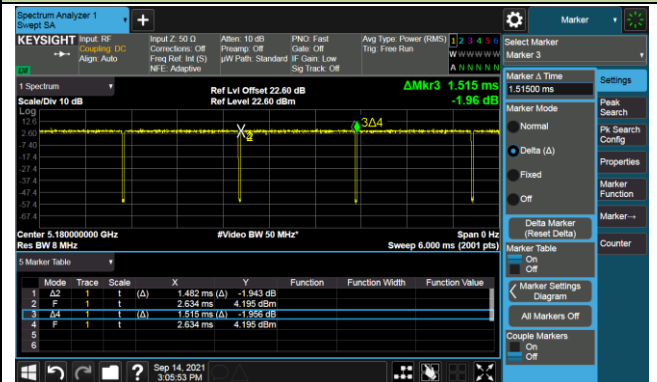 Spectrum Analyzer 1
Swept SA
Marker
KEYSIGHT
Input: RF
Coupling: DC
Align: Auto
Input Z: 50 Ω
Corrections: Off
Freq Ref: Int (S)
NFE: Adaptive
Atten: 10 dB
Preamp: Off
µW Path: Standard
PNO: Fast
Gate: Off
IF Gain: Low
Sig Track: Off
Avg Type: Power (RMS)
Trig: Free Run
1 2 3 4 5 6
W W W W W W
A N N N N N
Select Marker
Marker 3
1 Spectrum
Scale/Div 10 dB
Ref Lvl Offset 22.60 dB
Ref Level 22.60 dBm
ΔMkr3 1.515 ms
-1.96 dB
Log
12.6
2.60
-7.40
-17.4
-27.4
-37.4
-47.4
-57.4
-67.4
3Δ4
Center 5.180000000 GHz
Res BW 8 MHz
#Video BW 50 MHz*
Span 0 Hz
Sweep 6.000 ms (2001 pts)
5 Marker Table
Mode Trace Scale X Y Function Function Width Function Value
1 Δ2 1 t (Δ) 1.482 ms (Δ) -1.943 dB
2 F 1 t 2.634 ms 4.195 dBm
3 Δ4 1 t (Δ) 1.515 ms (Δ) -1.956 dB
4 F 1 t 2.634 ms 4.195 dBm
5
6
Marker Δ Time
1.51500 ms
Marker Mode
Normal
Delta (Δ)
Fixed
Off
Delta Marker
(Reset Delta)
Marker Table
On
Off
Marker Settings
Diagram
All Markers Off
Couple Markers
On
Off
Settings
Peak
Search
Pk Search
Config
Properties
Marker
Function
Marker→
Counter
Sep 14, 2021
3:05:53 PM